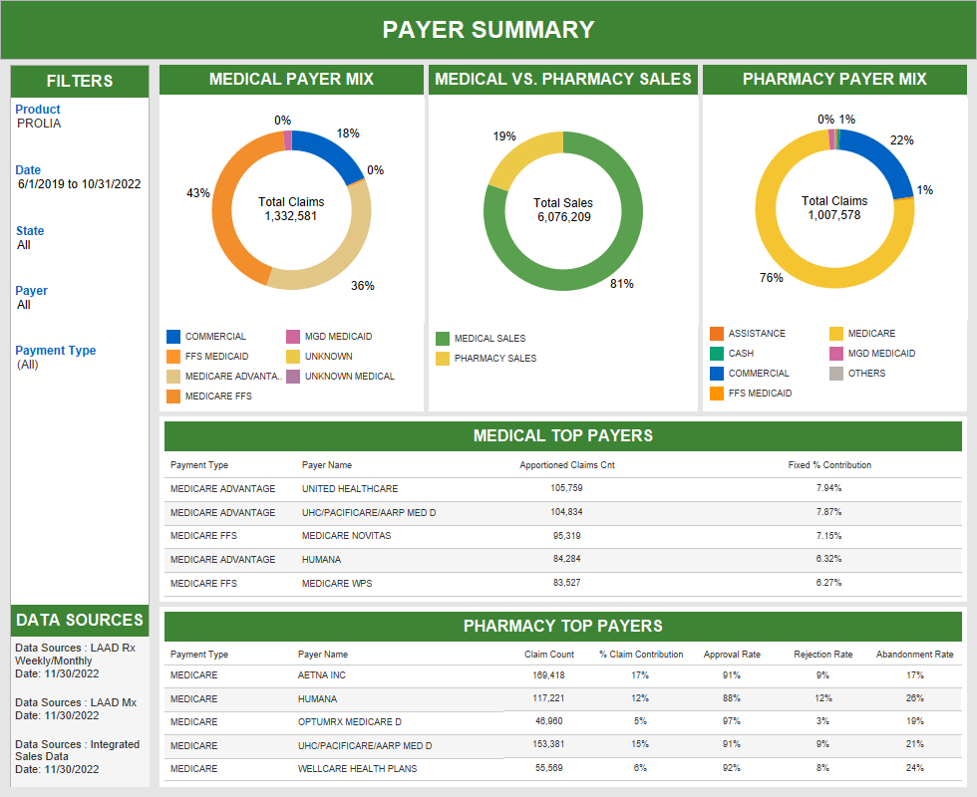 PAYER SUMMARY
FILTERS
Product
PROLIA
Date
6/1/2019 to 10/31/2022
State
All
Payer
All
Payment Type
(All)
DATA SOURCES
Data Sources : LAAD Rx
Weekly/Monthly
Date: 11/30/2022
Data Sources : LAAD Mx
Date: 11/30/2022
Data Sources : Integrated
Sales Data
Date: 11/30/2022
MEDICAL PAYER MIX
0%
18%
0%
43%
Total Claims
1,332,581
36%
COMMERCIAL
MGD MEDICAID
FFS MEDICAID
UNKNOWN
MEDICARE ADVANTA..
UNKNOWN MEDICAL
MEDICARE FFS
MEDICAL VS. PHARMACY SALES
19%
Total Sales
6,076,209
81%
MEDICAL SALES
PHARMACY SALES
PHARMACY PAYER MIX
0% 1%
22%
1%
Total Claims
1,007,578
76%
ASSISTANCE
MEDICARE
CASH
MGD MEDICAID
COMMERCIAL
OTHERS
FFS MEDICAID
MEDICAL TOP PAYERS
Payment Type Payer Name Apportioned Claims Cnt Fixed % Contribution
MEDICARE ADVANTAGE UNITED HEALTHCARE 105,759 7.94%
MEDICARE ADVANTAGE UHC/PACIFICARE/AARP MED D 104,834 7.87%
MEDICARE FFS MEDICARE NOVITAS 95,319 7.15%
MEDICARE ADVANTAGE HUMANA 84,284 6.32%
MEDICARE FFS MEDICARE WPS 83,527 6.27%
PHARMACY TOP PAYERS
Payment Type Payer Name Claim Count % Claim Contribution Approval Rate Rejection Rate Abandonment Rate
MEDICARE AETNA INC 169,418 17% 91% 9% 17%
MEDICARE HUMANA 117,221 12% 88% 12% 26%
MEDICARE OPTUMRX MEDICARE D 46,960 5% 97% 3% 19%
MEDICARE UHC/PACIFICARE/AARP MED D 153,381 15% 91% 9% 21%
MEDICARE WELLCARE HEALTH PLANS 55,569 6% 92% 8% 24%